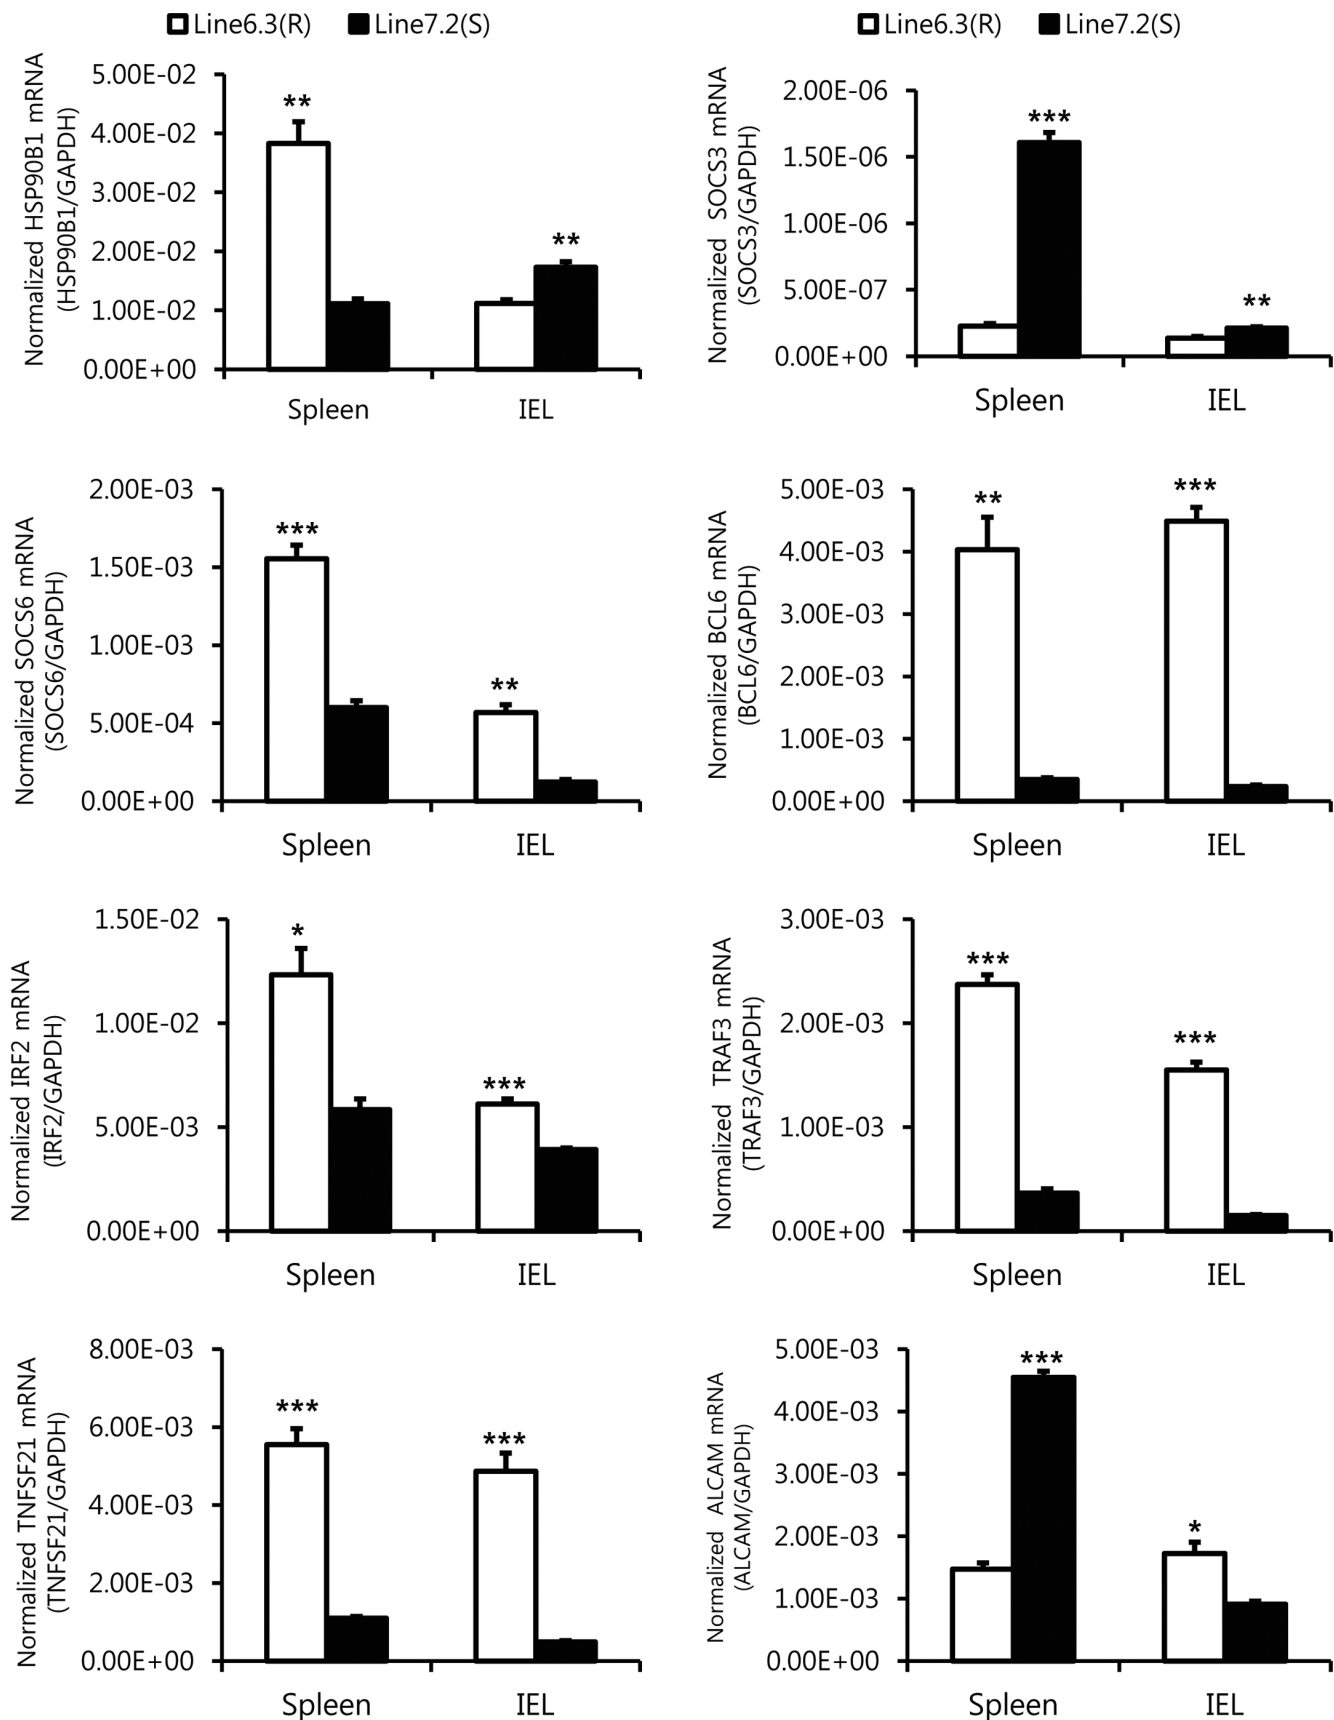 Line6.3(R) Line7.2(S)
Normalized HSP90B1 mRNA
(HSP90B1/GAPDH)
5.00E-02
4.00E-02
3.00E-02
2.00E-02
1.00E-02
0.00E+00
**
**
Spleen IEL
Line6.3(R) Line7.2(S)
Normalized SOCS3 mRNA
(SOCS3/GAPDH)
2.00E-06
1.50E-06
1.00E-06
5.00E-07
0.00E+00
***
**
Spleen IEL
Normalized SOCS6 mRNA
(SOCS6/GAPDH)
2.00E-03
1.50E-03
1.00E-03
5.00E-04
0.00E+00
***
**
Spleen IEL
Normalized BCL6 mRNA
(BCL6/GAPDH)
5.00E-03
4.00E-03
3.00E-03
2.00E-03
1.00E-03
0.00E+00
**
***
Spleen IEL
Normalized IRF2 mRNA
(IRF2/GAPDH)
1.50E-02
1.00E-02
5.00E-03
0.00E+00
*
***
Spleen IEL
Normalized TRAF3 mRNA
(TRAF3/GAPDH)
3.00E-03
2.00E-03
1.00E-03
0.00E+00
***
***
Spleen IEL
Normalized TNFSF21 mRNA
(TNFSF21/GAPDH)
8.00E-03
6.00E-03
4.00E-03
2.00E-03
0.00E+00
***
***
Spleen IEL
Normalized ALCAM mRNA
(ALCAM/GAPDH)
5.00E-03
4.00E-03
3.00E-03
2.00E-03
1.00E-03
0.00E+00
***
*
Spleen IEL